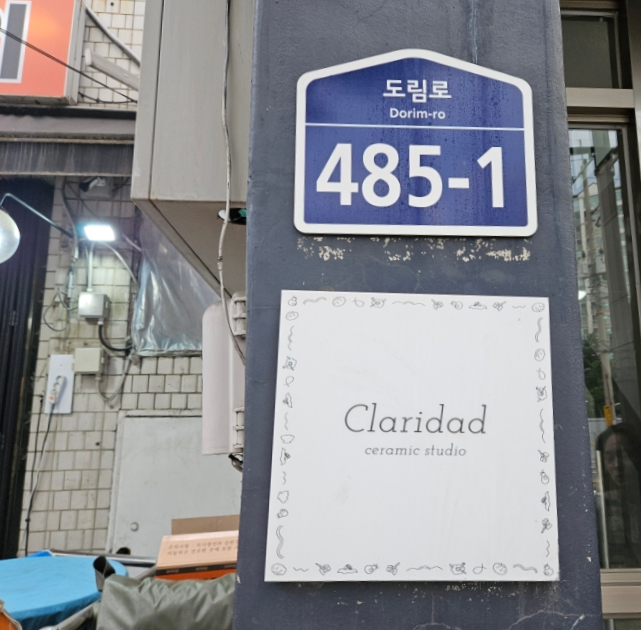 도림로
Dorim-ro
485-1
Claridad
ceramic studio